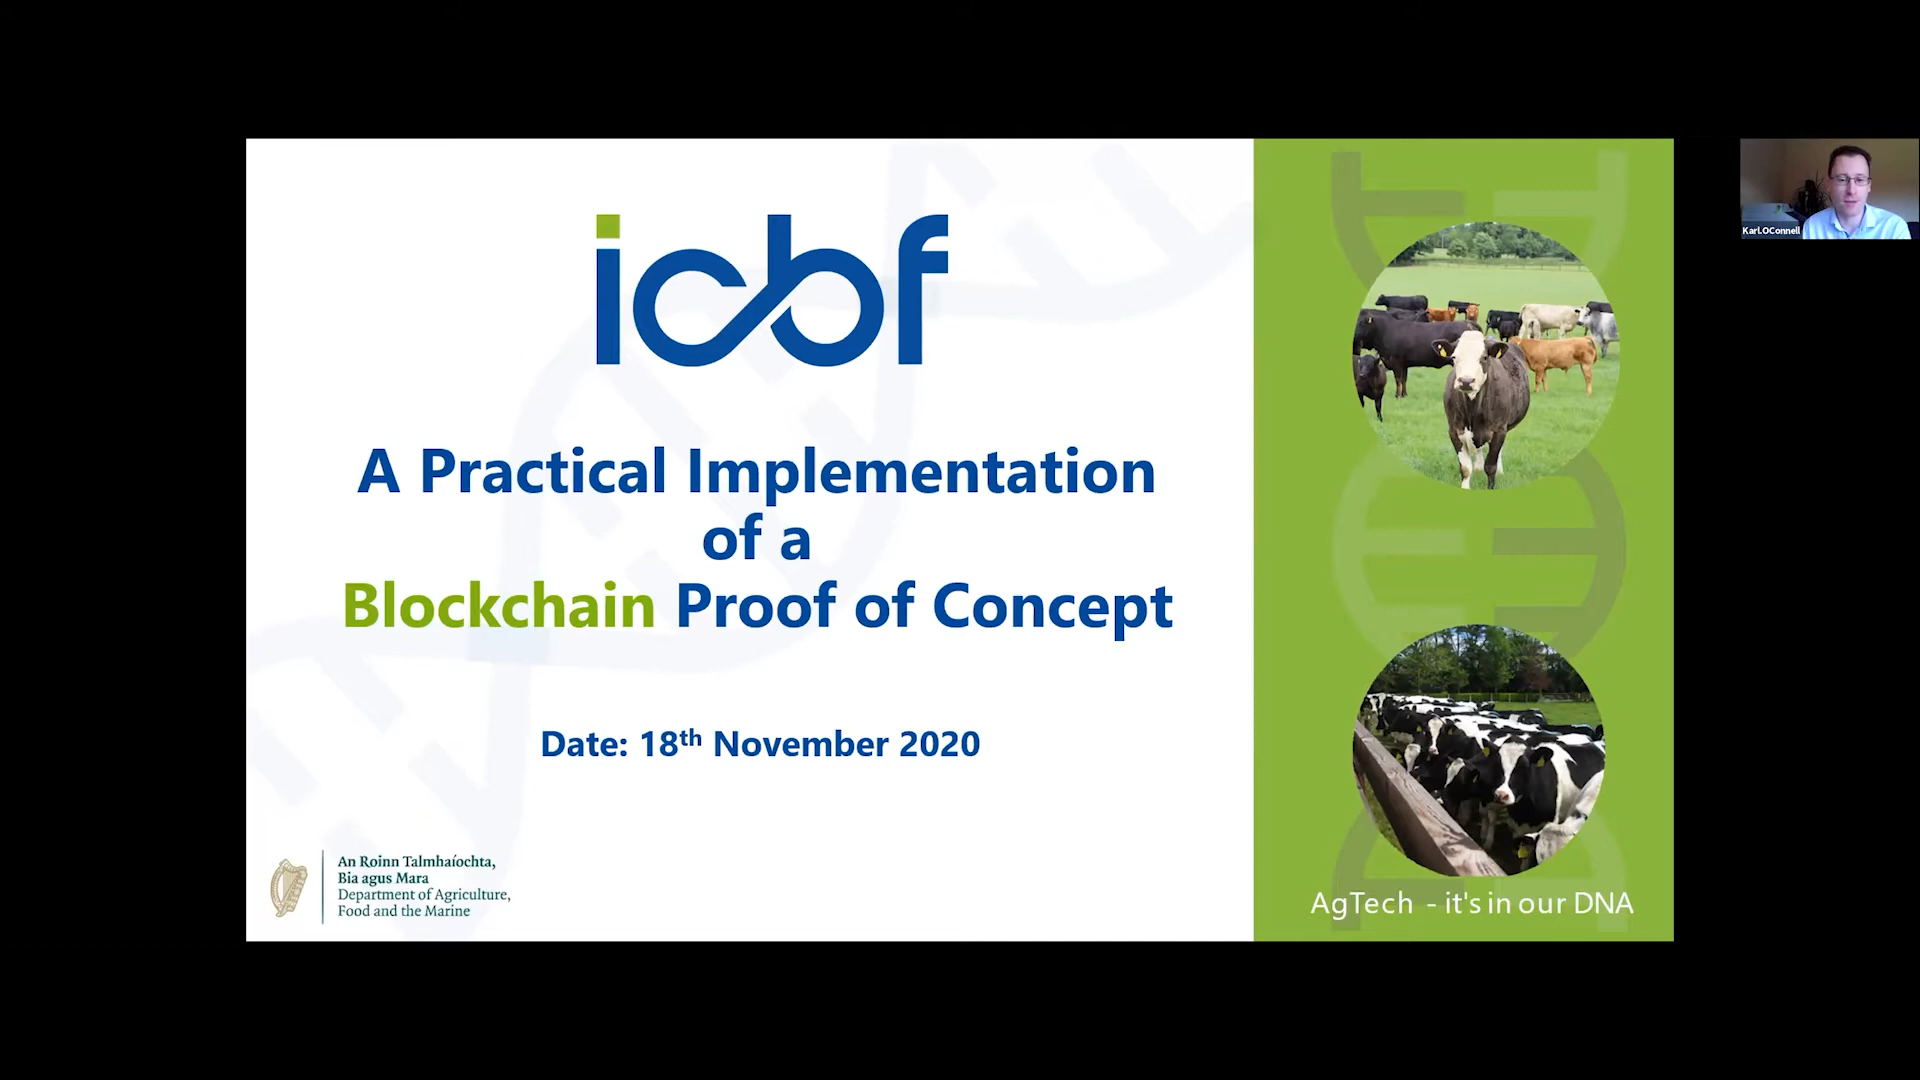 icbf
A Practical Implementation
of a
Blockchain Proof of Concept
Date: 18th November 2020
An Roinn Talmhaíochta,
Bia agus Mara
Department of Agriculture,
Food and the Marine
AgTech - it's in our DNA
Karl.OConnell